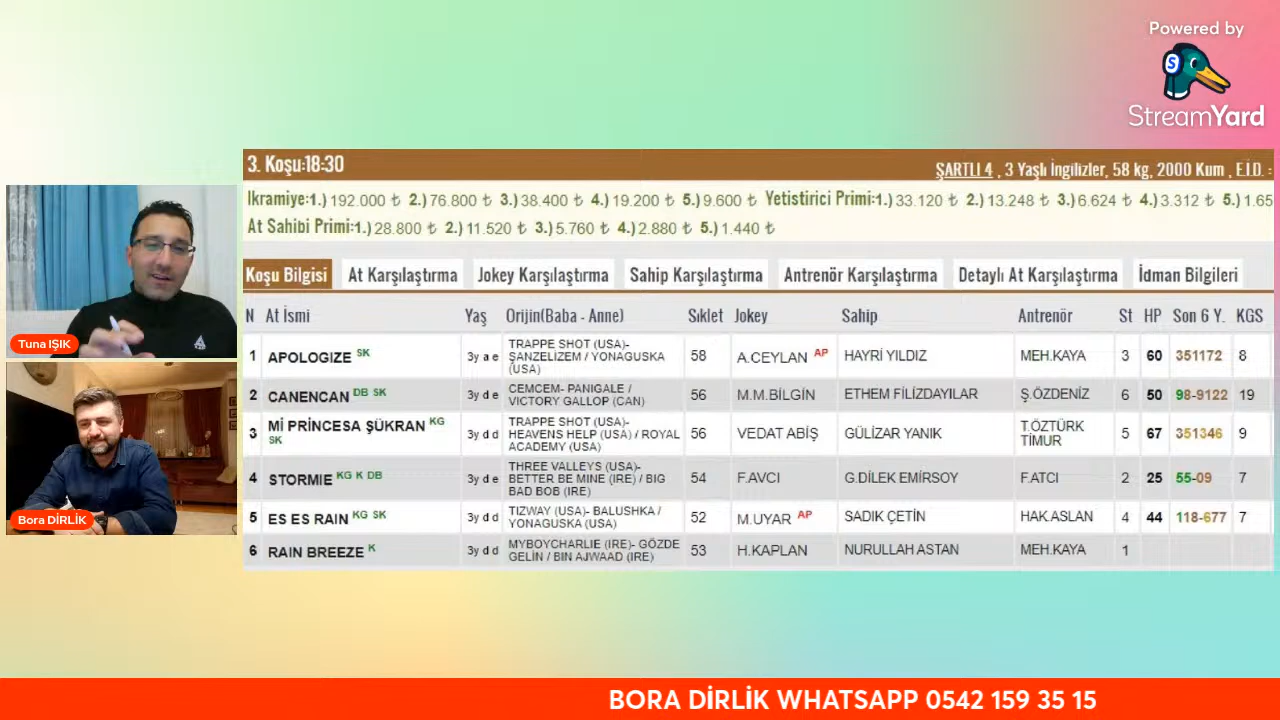 Powered by
StreamYard
3. Koşu:18:30
ŞARTLI 4 , 3 Yaşlı İngilizler, 58 kg, 2000 Kum , E.İ.D. :
Ikramiye:1.) 192.000 ₺ 2.) 76.800 ₺ 3.) 38.400 ₺ 4.) 19.200 ₺ 5.) 9.600 ₺ Yetistirici Primi:1.) 33.120 ₺ 2.) 13.248 ₺ 3.) 6.624 ₺ 4.) 3.312 ₺ 5.) 1.65
At Sahibi Primi:1.) 28.800 ₺ 2.) 11.520 ₺ 3.) 5.760 ₺ 4.) 2.880 ₺ 5.) 1.440 ₺
Koşu Bilgisi At Karşılaştırma Jokey Karşılaştırma Sahip Karşılaştırma Antrenör Karşılaştırma Detaylı At Karşılaştırma İdman Bilgileri
N At İsmi Yaş Orijin(Baba - Anne) Sıklet Jokey Sahip Antrenör St HP Son 6 Y. KGS
1 APOLOGIZE SK 3y a e TRAPPE SHOT (USA)- ŞANZELİZEM / YONAGUSKA (USA) 58 A.CEYLAN AP HAYRİ YILDIZ MEH.KAYA 3 60 351172 8
2 CANENCAN DB SK 3y d e CEMCEM- PANIGALE / VICTORY GALLOP (CAN) 56 M.M.BİLGİN ETHEM FİLİZDAYILAR Ş.ÖZDENİZ 6 50 98-9122 19
3 Mİ PRİNCESA ŞÜKRAN KG SK 3y d d TRAPPE SHOT (USA)- HEAVENS HELP (USA) / ROYAL ACADEMY (USA) 56 VEDAT ABİŞ GÜLİZAR YANIK T.ÖZTÜRK TİMUR 5 67 351346 9
4 STORMIE KG K DB 3y d e THREE VALLEYS (USA)- BETTER BE MINE (IRE) / BIG BAD BOB (IRE) 54 F.AVCI G.DİLEK EMİRSOY F.ATCI 2 25 55-09 7
5 ES ES RAIN KG SK 3y d d TIZWAY (USA)- BALUSHKA / YONAGUSKA (USA) 52 M.UYAR AP SADIK ÇETİN HAK.ASLAN 4 44 118-677 7
6 RAIN BREEZE K 3y d d MYBOYCHARLIE (IRE)- GÖZDE GELİN / BIN AJWAAD (IRE) 53 H.KAPLAN NURULLAH ASTAN MEH.KAYA 1
Tuna IŞIK
Bora DİRLİK
BORA DİRLİK WHATSAPP 0542 159 35 15